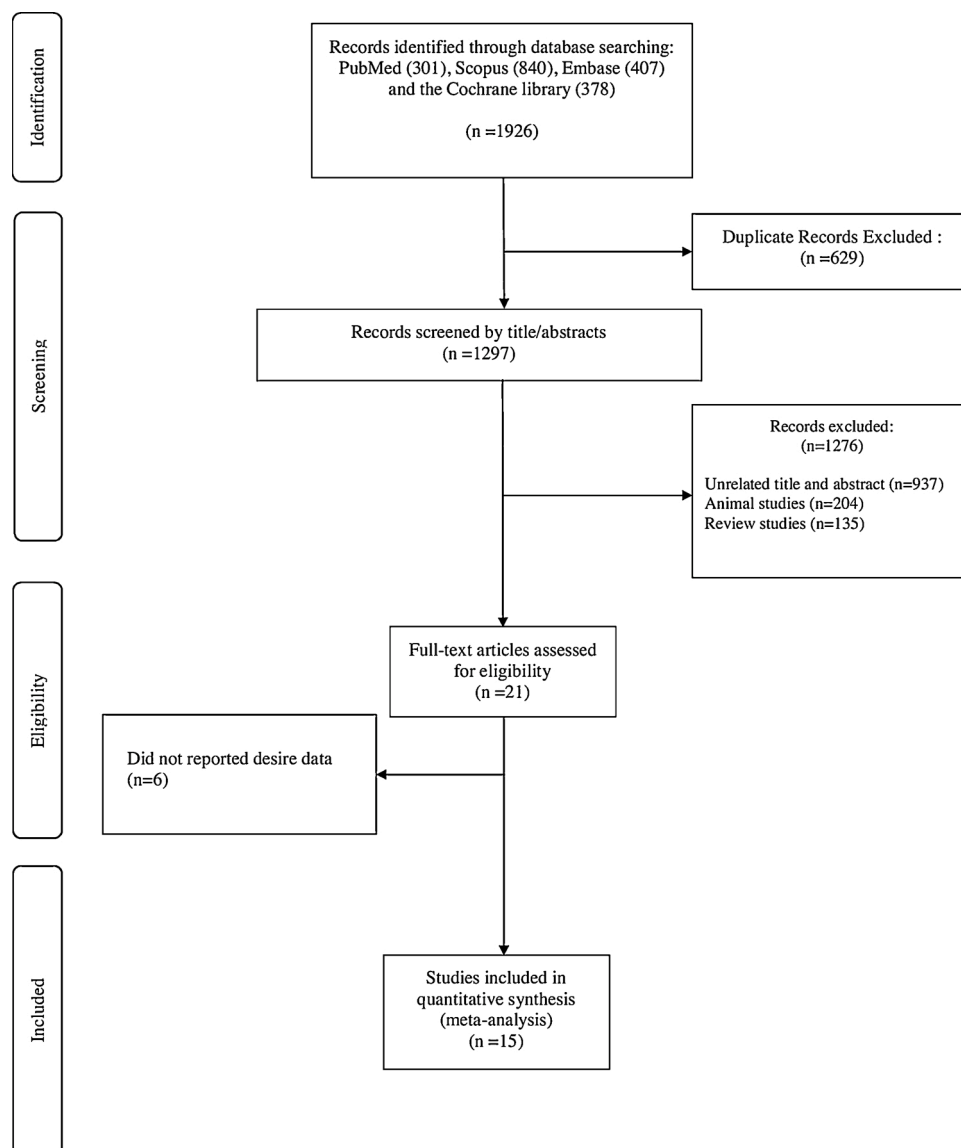 Identification
Records identified through database searching:
PubMed (301), Scopus (840), Embase (407)
and the Cochrane library (378)
(n =1926)
Screening
Duplicate Records Excluded :
(n =629)
Records screened by title/abstracts
(n =1297)
Records excluded:
(n=1276)
Unrelated title and abstract (n=937)
Animal studies (n=204)
Review studies (n=135)
Eligibility
Full-text articles assessed
for eligibility
(n =21)
Did not reported desire data
(n=6)
Included
Studies included in
quantitative synthesis
(meta-analysis)
(n =15)